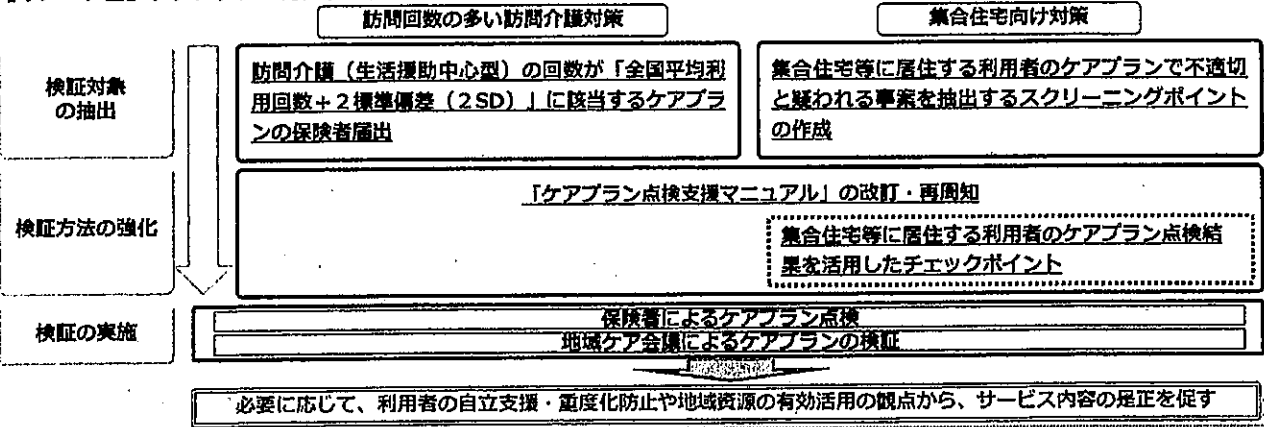 訪問回数の多い訪問介護対策
集合住宅向け対策
検証対象
の抽出
訪問介護（生活援助中心型）の回数が「全国平均利
用回数＋２標準偏差（２SD）」に該当するケアプラ
ンの保険者届出
集合住宅等に居住する利用者のケアプランで不適切
と疑われる事案を抽出するスクリーニングポイント
の作成
検証方法の強化
「ケアプラン点検支援マニュアル」の改訂・再周知
集合住宅等に居住する利用者のケアプラン点検結
果を活用したチェックポイント
検証の実施
保険者によるケアプラン点検
地域ケア会議によるケアプランの検証
必要に応じて、利用者の自立支援・重度化防止や地域資源の有効活用の観点から、サービス内容の是正を促す